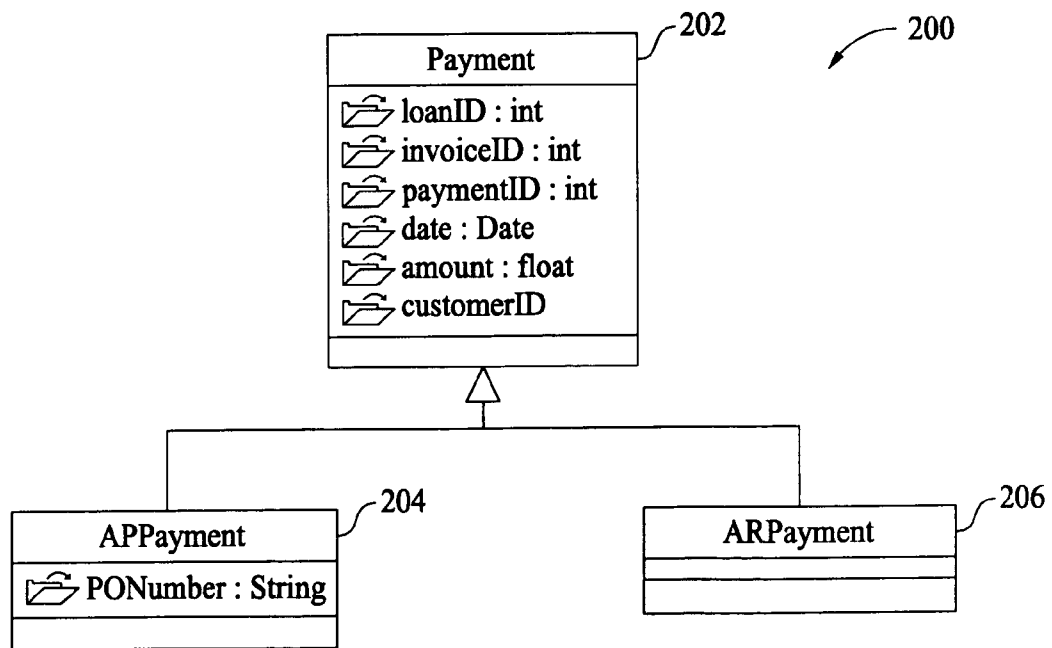 202
200
Payment
loanID : int
invoiceID : int
paymentID : int
date : Date
amount : float
customerID
204
206
APPayment
ARPayment
PONumber : String